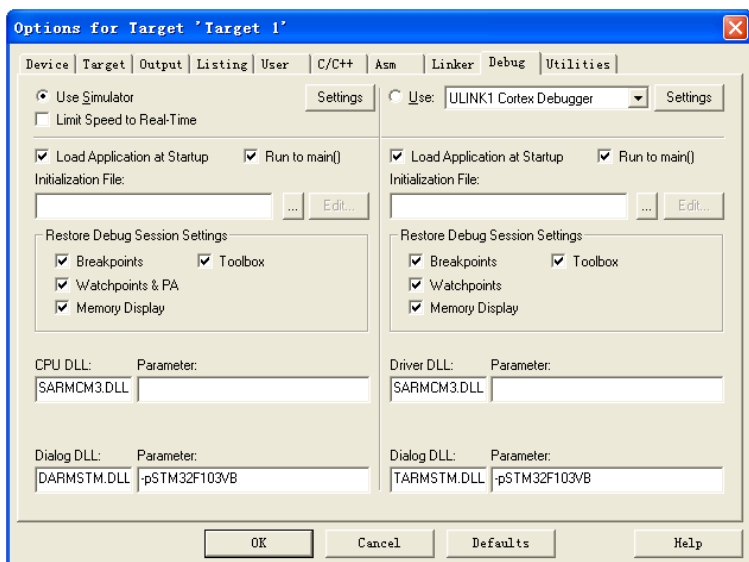 Options for Target 'Target 1'
Device Target Output Listing User C/C++ Asm Linker Debug Utilities
Use Simulator Settings
Limit Speed to Real-Time
Use: ULINK1 Cortex Debugger Settings
Load Application at Startup Run to main()
Initialization File:
... Edit...
Restore Debug Session Settings
Breakpoints Toolbox
Watchpoints & PA
Memory Display
CPU DLL: Parameter:
SARMCM3.DLL
Dialog DLL: Parameter:
DARMSTM.DLL -pSTM32F103VB
Load Application at Startup Run to main()
Initialization File:
... Edit...
Restore Debug Session Settings
Breakpoints Toolbox
Watchpoints
Memory Display
Driver DLL: Parameter:
SARMCM3.DLL
Dialog DLL: Parameter:
TARMSTM.DLL -pSTM32F103VB
OK Cancel Defaults Help